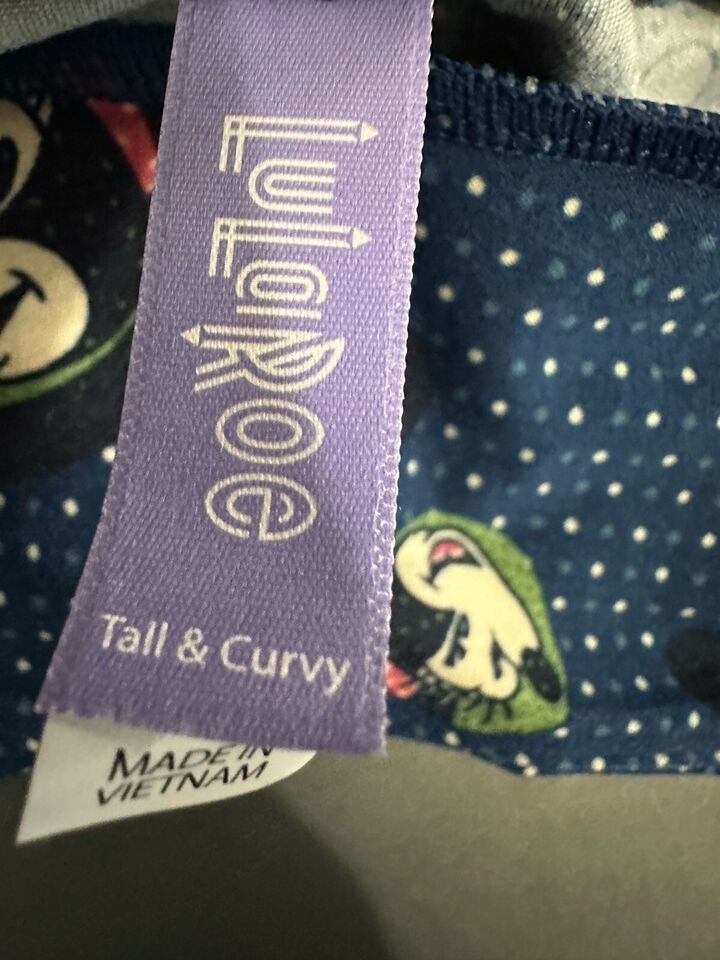 LuLaRoe
Tall & Curvy
MADE IN
VIETNAM